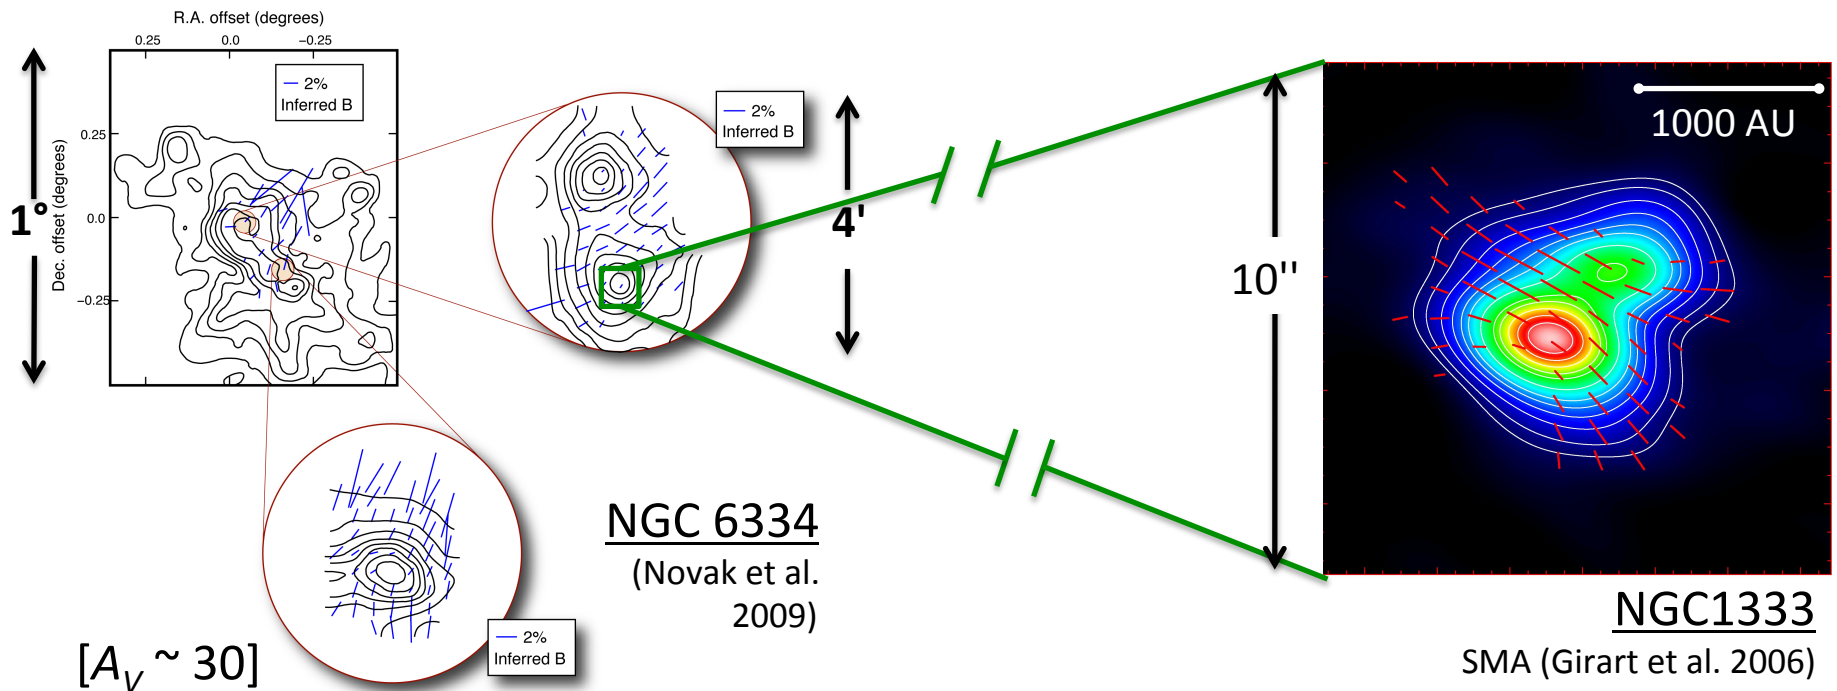 R.A. offset (degrees)
0.25 0.0 −0.25
2%
Inferred B
1°
Dec. offset (degrees)
0.25
0.0
−0.25
2%
Inferred B
4'
10''
1000 AU
NGC 6334
(Novak et al.
2009)
2%
Inferred B
[A_V ~ 30]
NGC1333
SMA (Girart et al. 2006)